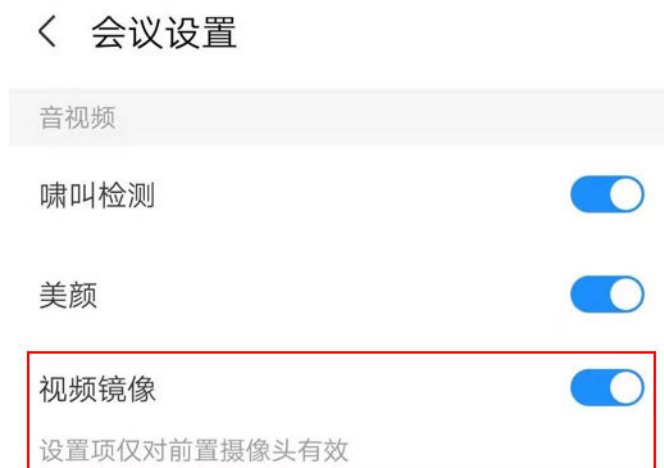 会议设置
音视频
啸叫检测
美颜
视频镜像
设置项仅对前置摄像头有效